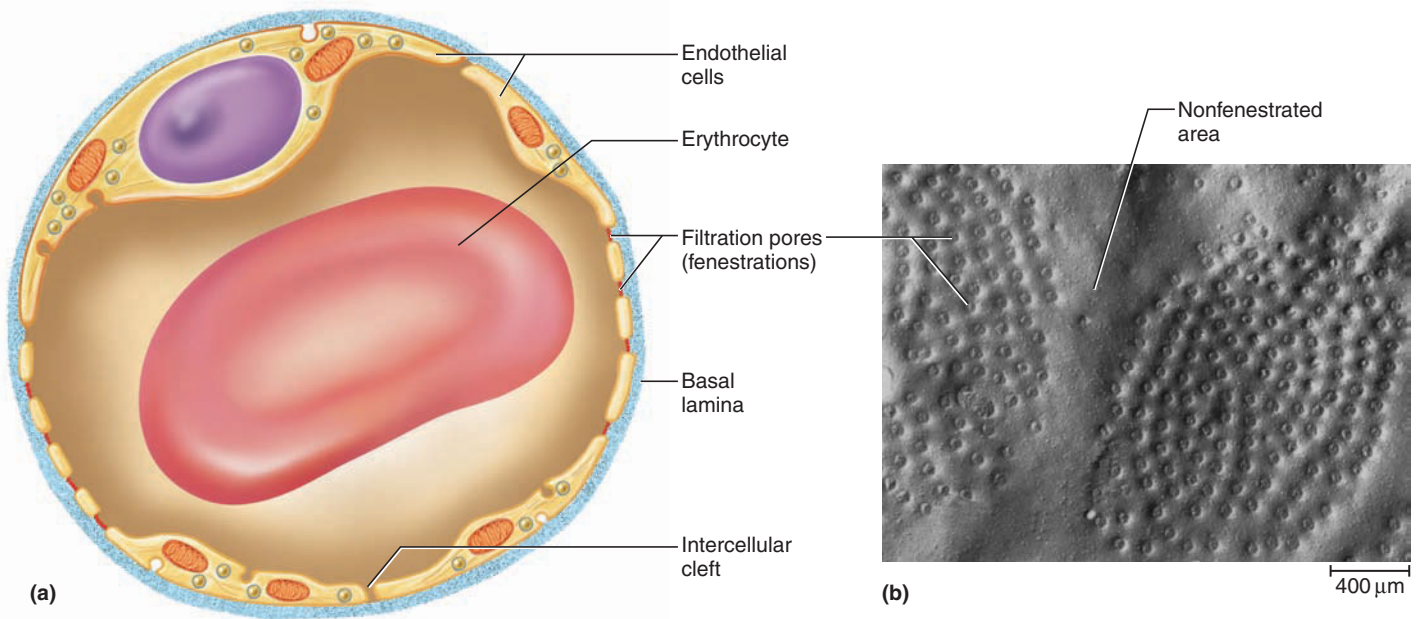 Endothelial
cells
Erythrocyte
Filtration pores
(fenestrations)
Basal
lamina
Intercellular
cleft
(a)
Nonfenestrated
area
(b)
400 μm